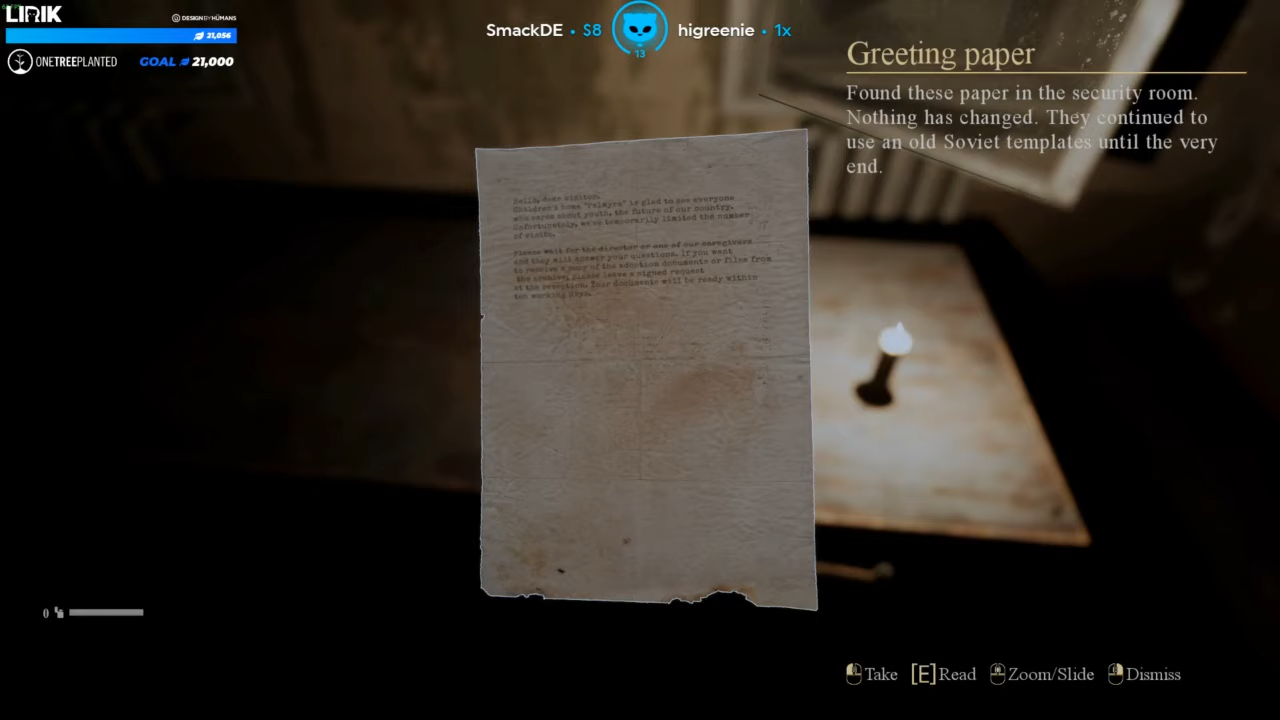 LIRIK
DESIGN BY HÜMANS
21,056
ONETREEPLANTED
GOAL 21,000
SmackDE • $8
13
higreenie • 1x
Greeting paper
Found these paper in the security room.
Nothing has changed. They continued to
use an old Soviet templates until the very
end.
Hello, dear visitor.
Children's home "Palmyra" is glad to see everyone
who cares about youth, the future of our country.
Unfortunately, we've temporarily limited the number
of visits.
Please wait for the director or one of our caregivers
and they will answer your questions. If you want
to receive a copy of the adoption documents or files from
the archive, please leave a signed request
at the reception. Your documents will be ready within
ten working days.
0
Take
[E] Read
Zoom/Slide
Dismiss